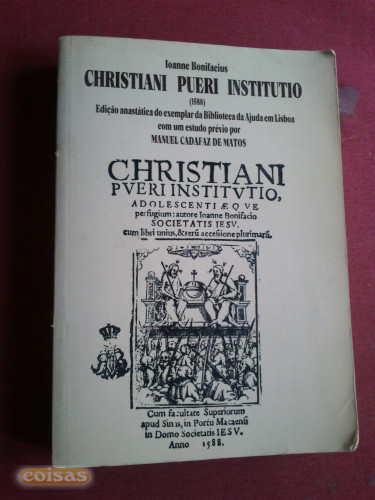 Ioanne Bonifacius
CHRISTIANI PUERI INSTITUTIO
(1588)
Edição anastática do exemplar da Biblioteca da Ajuda em Lisboa
com um estudo prévio por
MANUEL CADAFAZ DE MATOS
CHRISTIANI
PVERI INSTITVTIO,
ADOLESCENTIÆQVE
perfugium: autore Ioanne Bonifacio
SOCIETATIS IESV.
cum libri unius, & rerū accessione plurimarū.
Cum facultate Superiorum
apud Sinas, in Portu Macaensi
in Domo Societatis IESV.
Anno 1588.
coisas